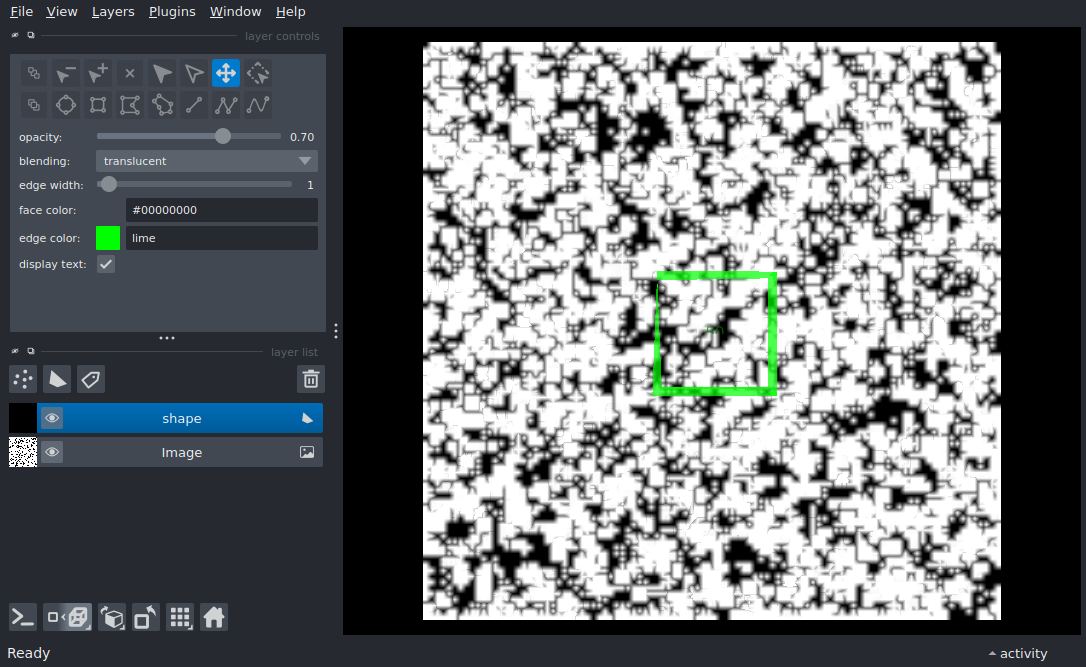 File View Layers Plugins Window Help
layer controls
opacity: 0.70
blending: translucent
edge width: 1
face color: #00000000
edge color: lime
display text:
layer list
shape
Image
Ready
activity